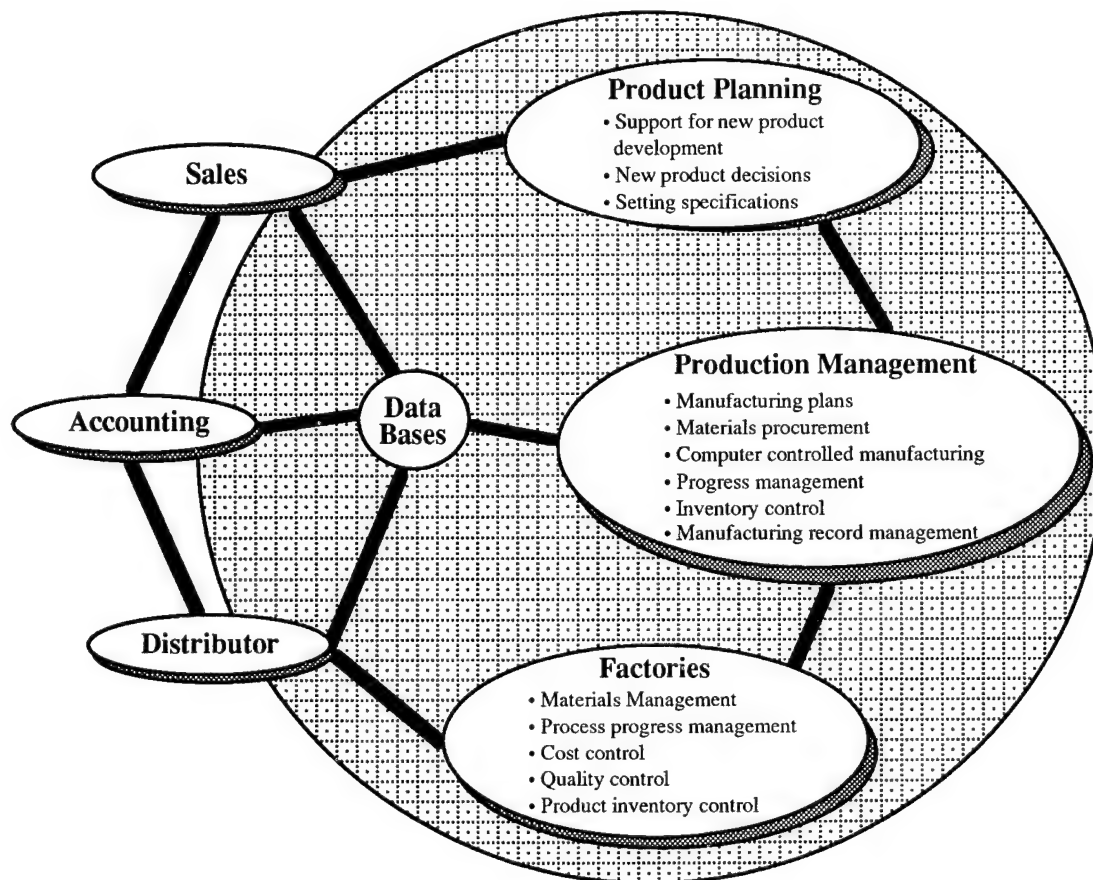 Product Planning
• Support for new product
development
• New product decisions
• Setting specifications
Sales
Production Management
• Manufacturing plans
• Materials procurement
• Computer controlled manufacturing
• Progress management
• Inventory control
• Manufacturing record management
Accounting
Data
Bases
Distributor
Factories
• Materials Management
• Process progress management
• Cost control
• Quality control
• Product inventory control